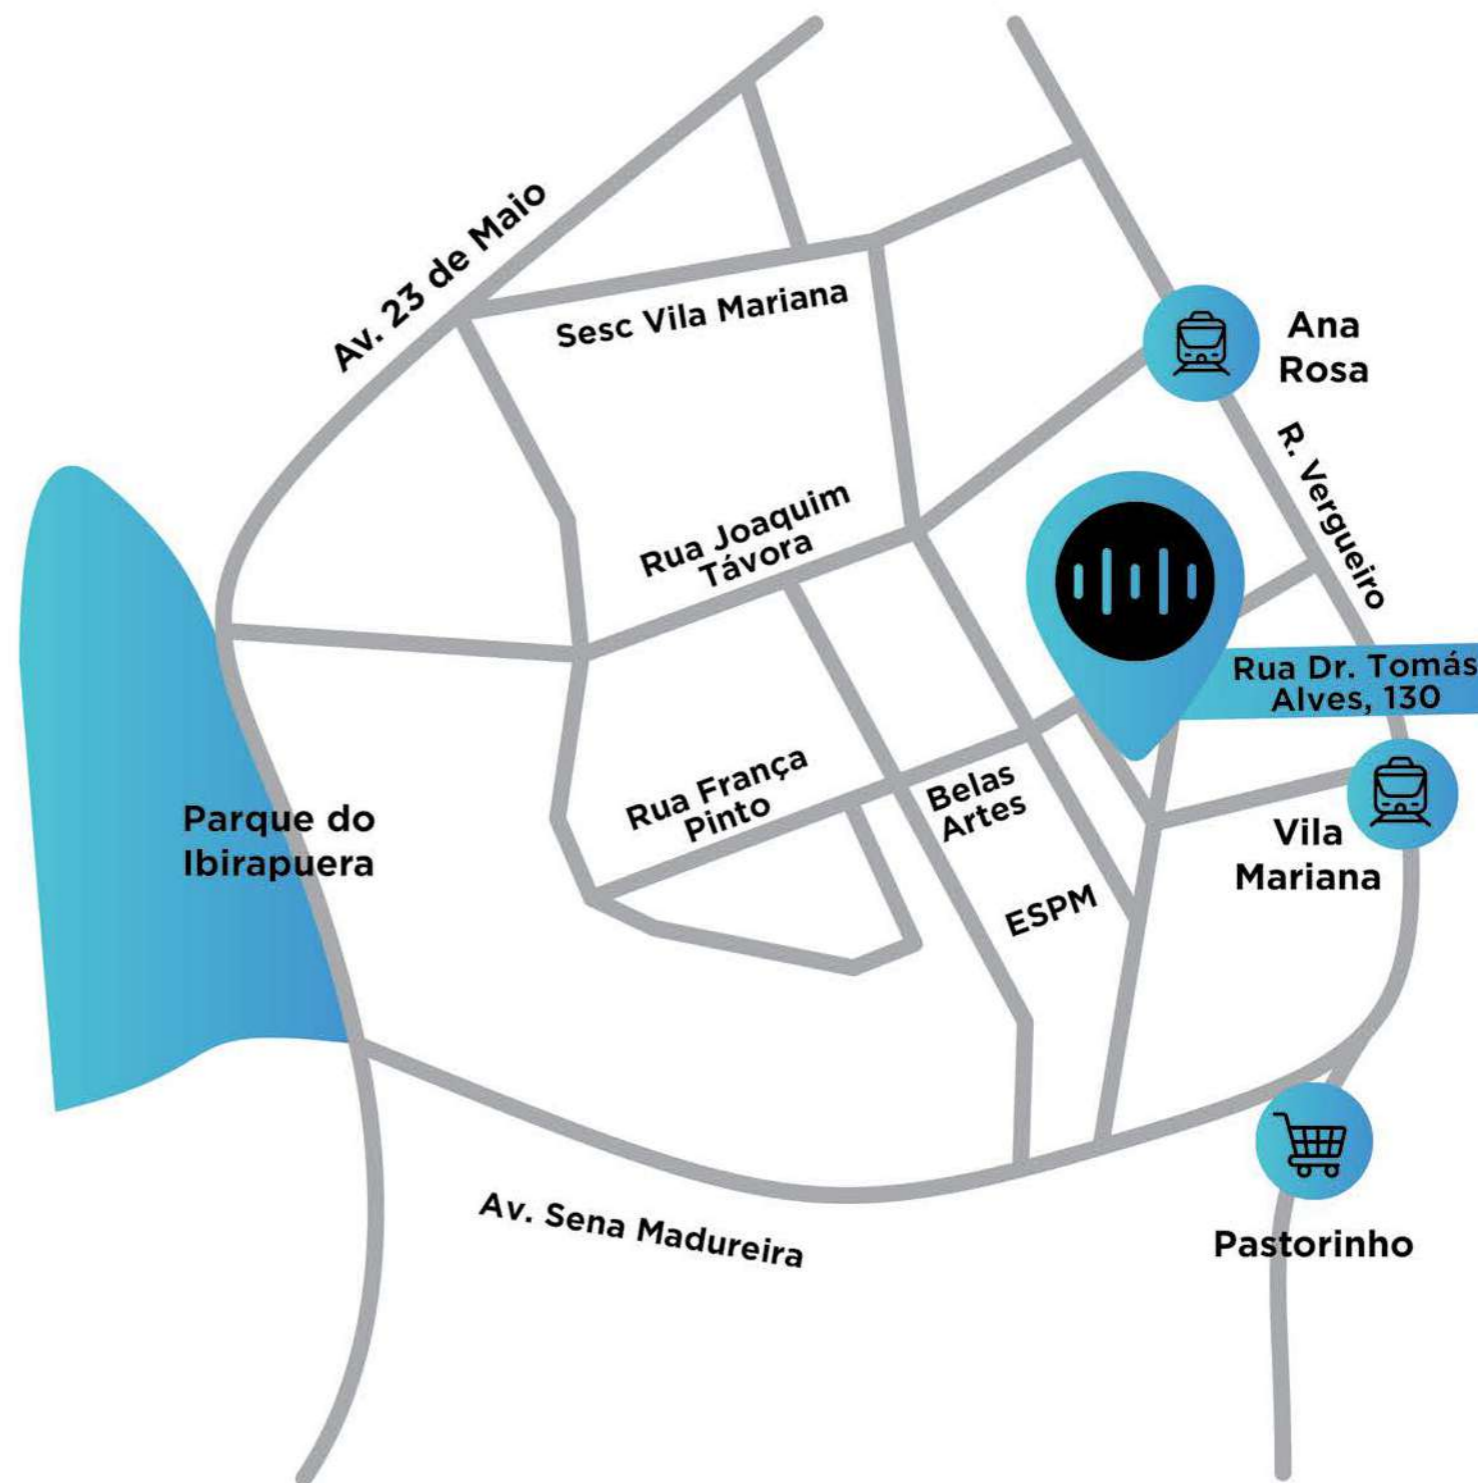 Av. 23 de Maio
Sesc Vila Mariana
Ana
Rosa
R. Vergueiro
Rua Joaquim
Távora
Rua Dr. Tomás
Alves, 130
Rua França
Pinto
Belas
Artes
Parque do
Ibirapuera
Vila
Mariana
ESPM
Av. Sena Madureira
Pastorinho